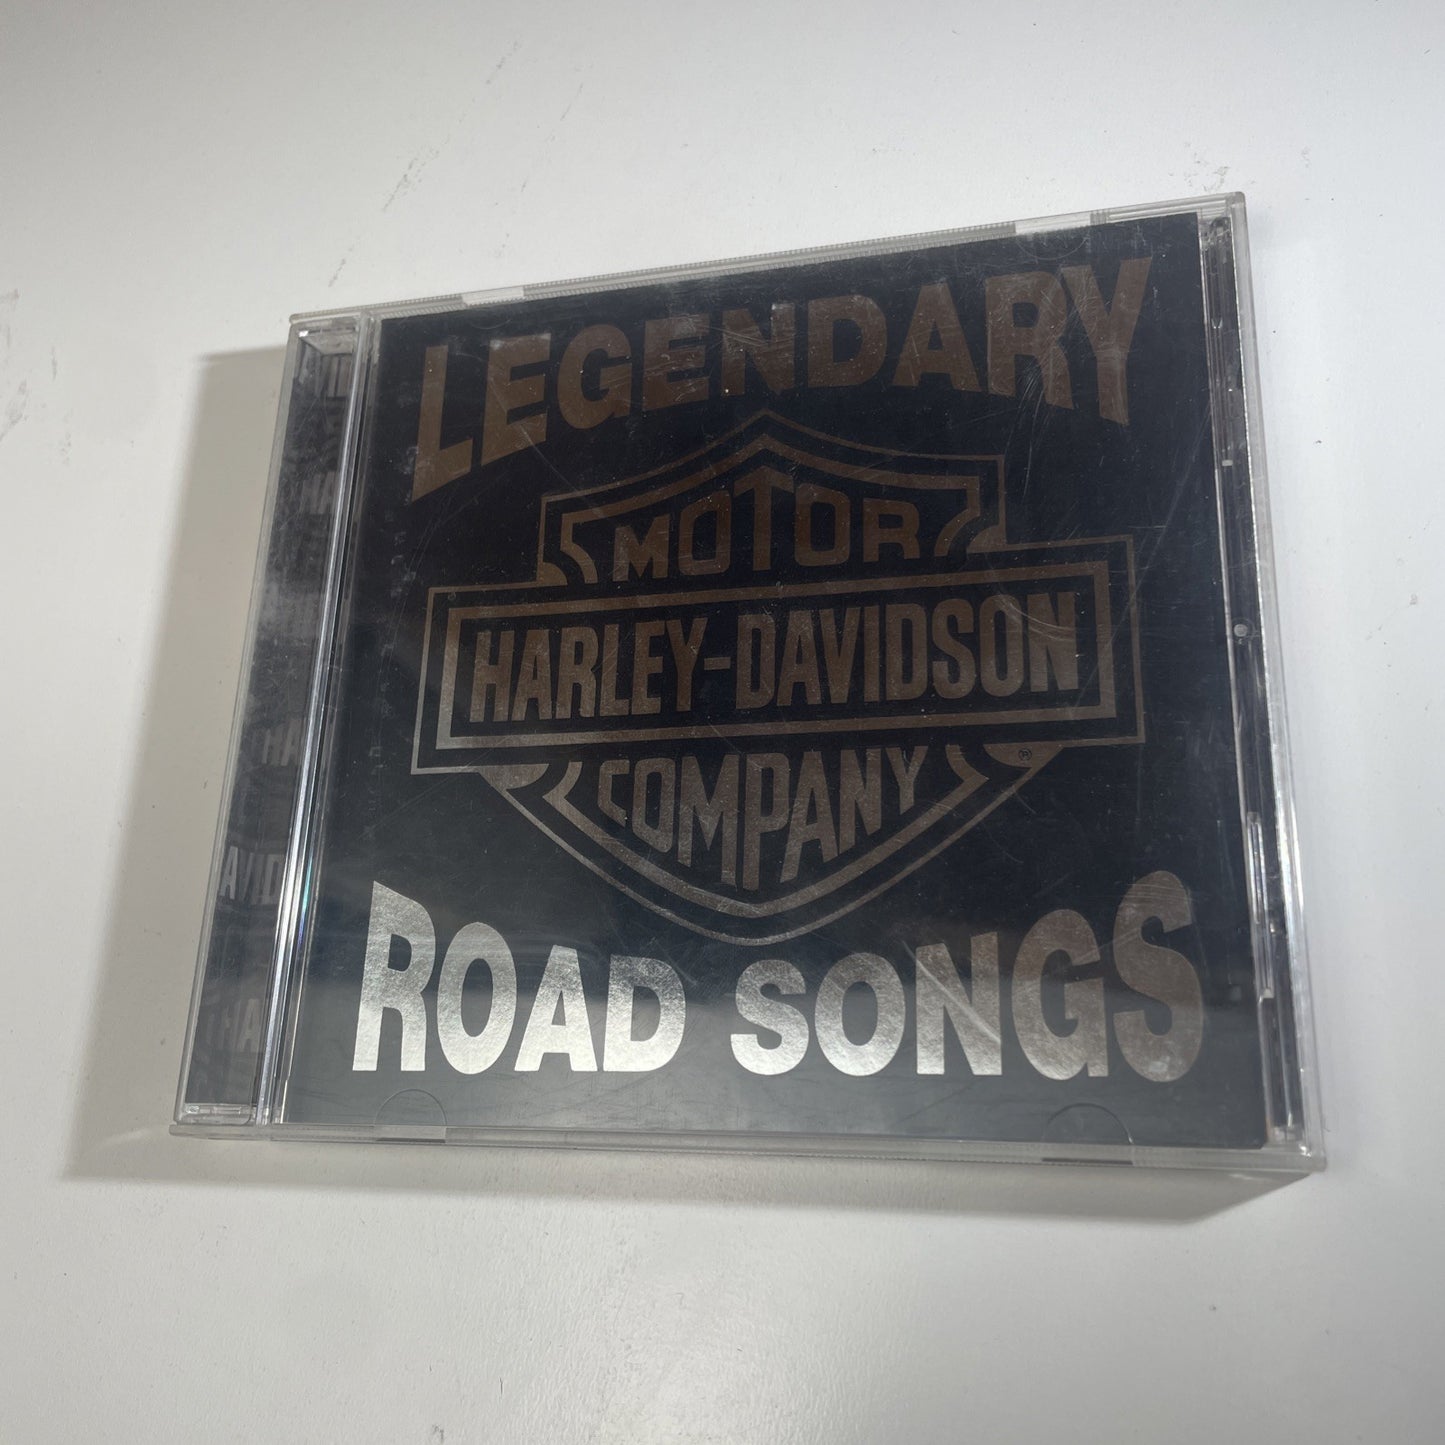 LEGENDARY
MOTOR
HARLEY-DAVIDSON
COMPANY
®
ROAD SONGS